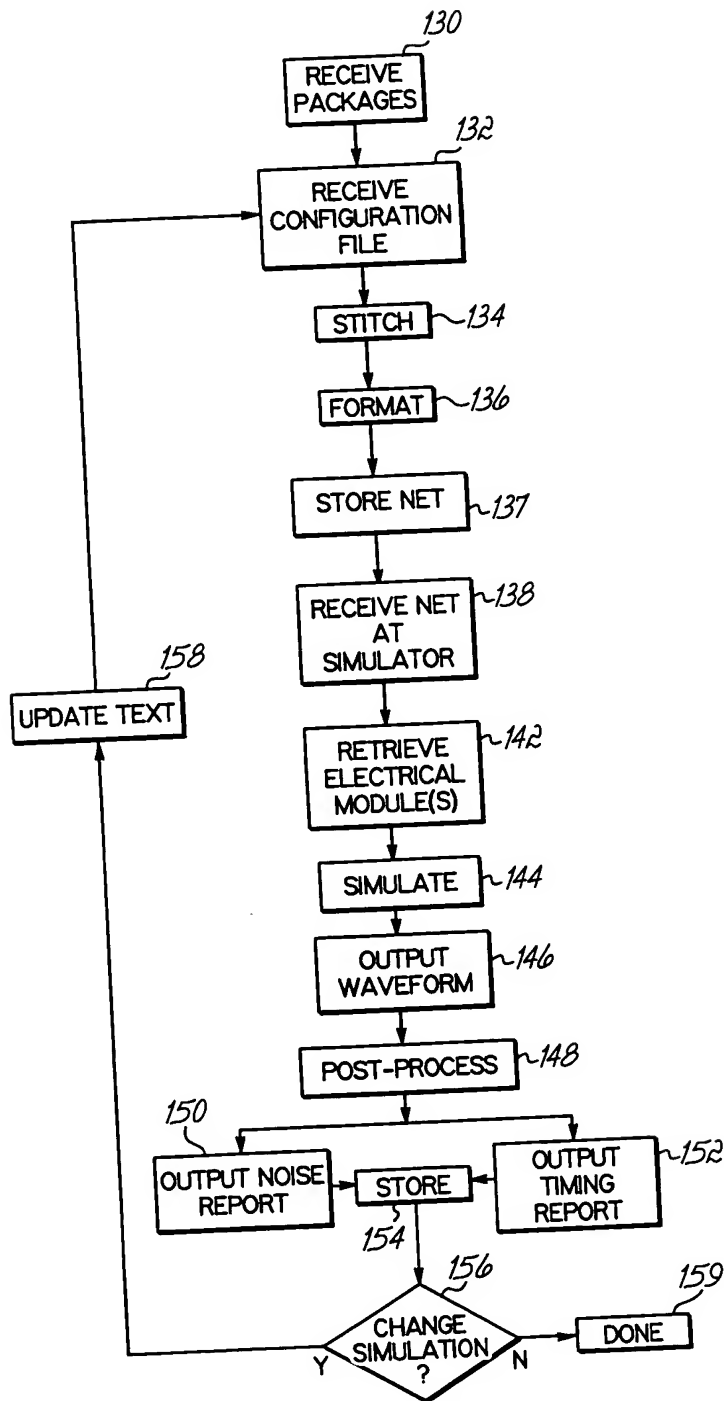 130
RECEIVE
PACKAGES
132
RECEIVE
CONFIGURATION
FILE
STITCH
134
FORMAT
136
STORE NET
137
RECEIVE NET
AT
SIMULATOR
138
158
UPDATE TEXT
RETRIEVE
ELECTRICAL
MODULE(S)
142
SIMULATE
144
OUTPUT
WAVEFORM
146
POST-PROCESS
148
150
OUTPUT NOISE
REPORT
STORE
154
OUTPUT
TIMING
REPORT
152
156
CHANGE
SIMULATION
?
Y
N
159
DONE